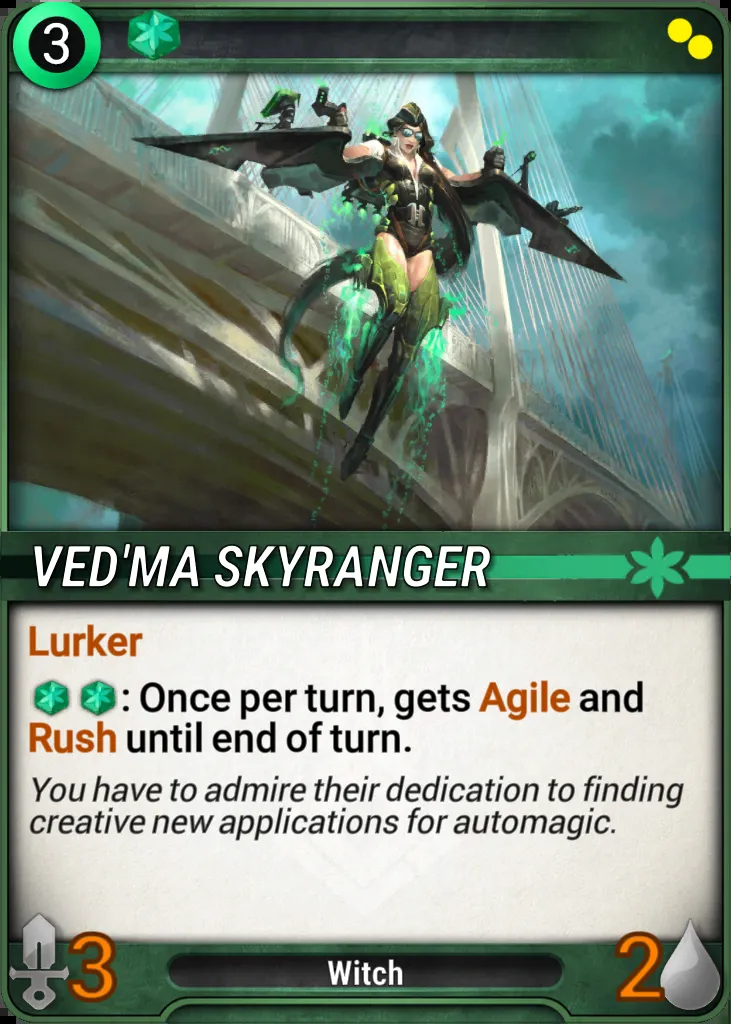 3
VED'MA SKYRANGER
Lurker
: Once per turn, gets Agile and
Rush until end of turn.
You have to admire their dedication to finding
creative new applications for automagic.
3
Witch
2